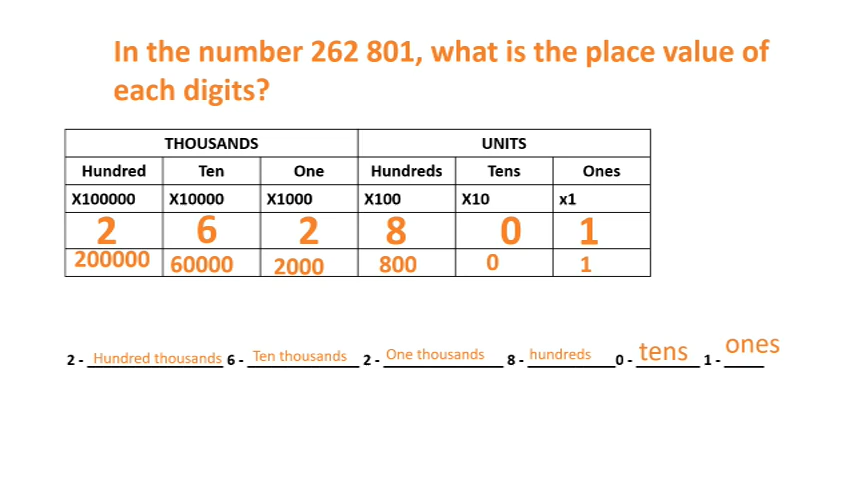 In the number 262 801, what is the place value of
each digits?
THOUSANDS UNITS
Hundred Ten One Hundreds Tens Ones
X100000 X10000 X1000 X100 X10 x1
2 6 2 8 0 1
200000 60000 2000 800 0 1
2 - Hundred thousands 6 - Ten thousands 2 - One thousands 8 - hundreds 0 - tens 1 - ones